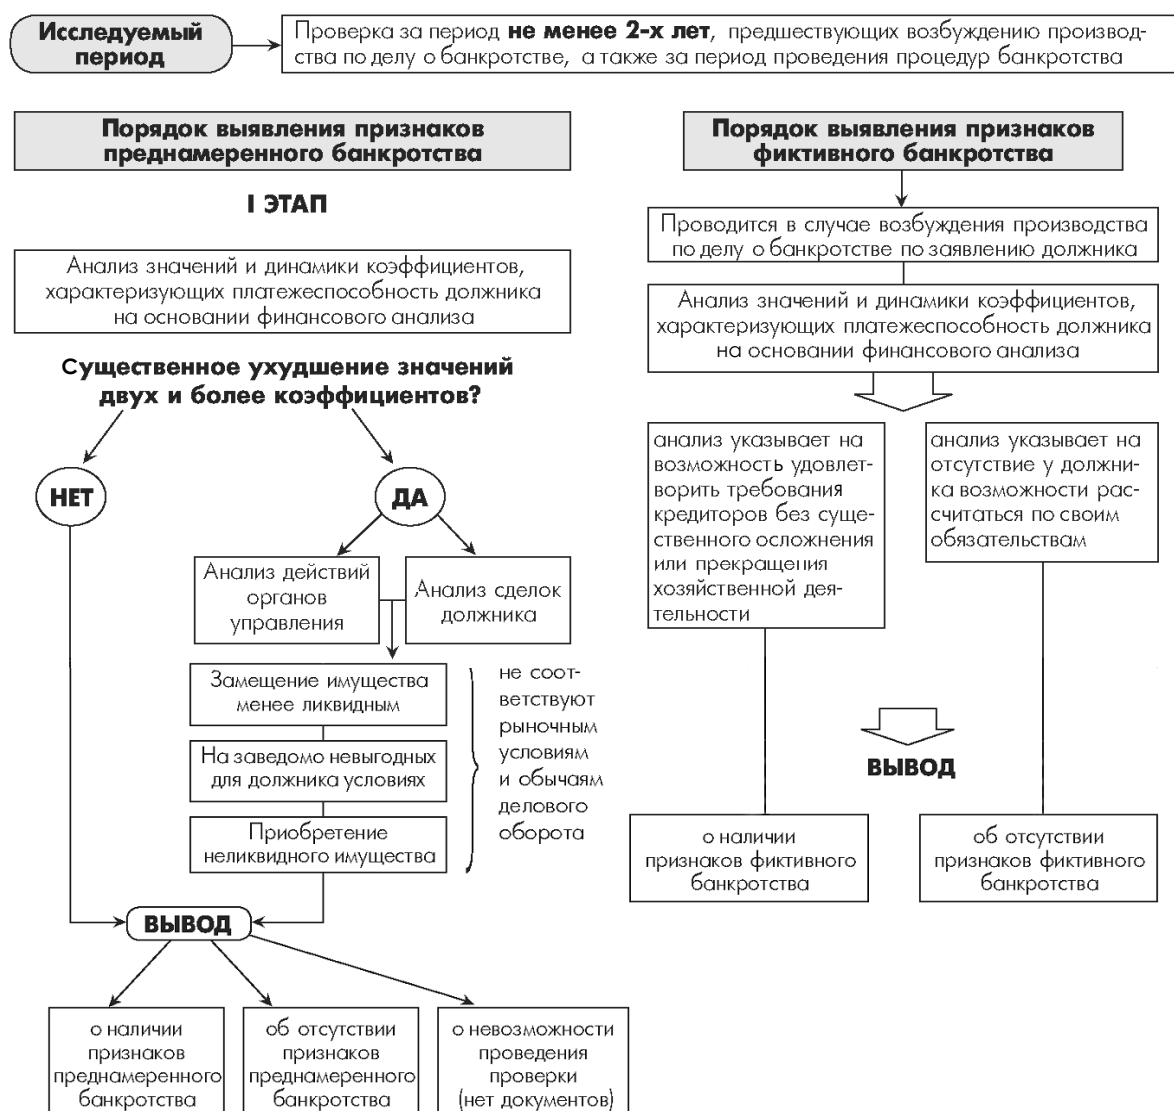 Исследуемый
период
Проверка за период не менее 2-х лет, предшествующих возбуждению производ-
ства по делу о банкротстве, а также за период проведения процедур банкротства
Порядок выявления признаков
преднамеренного банкротства
I ЭТАП
Анализ значений и динамики коэффициентов,
характеризующих платежеспособность должника
на основании финансового анализа
Существенное ухудшение значений
двух и более коэффициентов?
НЕТ
ДА
Анализ действий
органов
управления
Анализ сделок
должника
Замещение имущества
менее ликвидным
На заведомо невыгодных
для должника условиях
Приобретение
неликвидного имущества
не соот-
ветствуют
рыночным
условиям
и обычаям
делового
оборота
ВЫВОД
о наличии
признаков
преднамеренного
банкротства
об отсутствии
признаков
преднамеренного
банкротства
о невозможности
проведения
проверки
(нет документов)
Порядок выявления признаков
фиктивного банкротства
Проводится в случае возбуждения производства
по делу о банкротстве по заявлению должника
Анализ значений и динамики коэффициентов,
характеризующих платежеспособность должника
на основании финансового анализа
анализ указывает на
возможность удовлет-
ворить требования
кредиторов без суще-
ственного осложнения
или прекращения
хозяйственной дея-
тельности
анализ указывает на
отсутствие у должни-
ка возможности рас-
считаться по своим
обязательствам
ВЫВОД
о наличии
признаков фиктивного
банкротства
об отсутствии
признаков фиктивного
банкротства